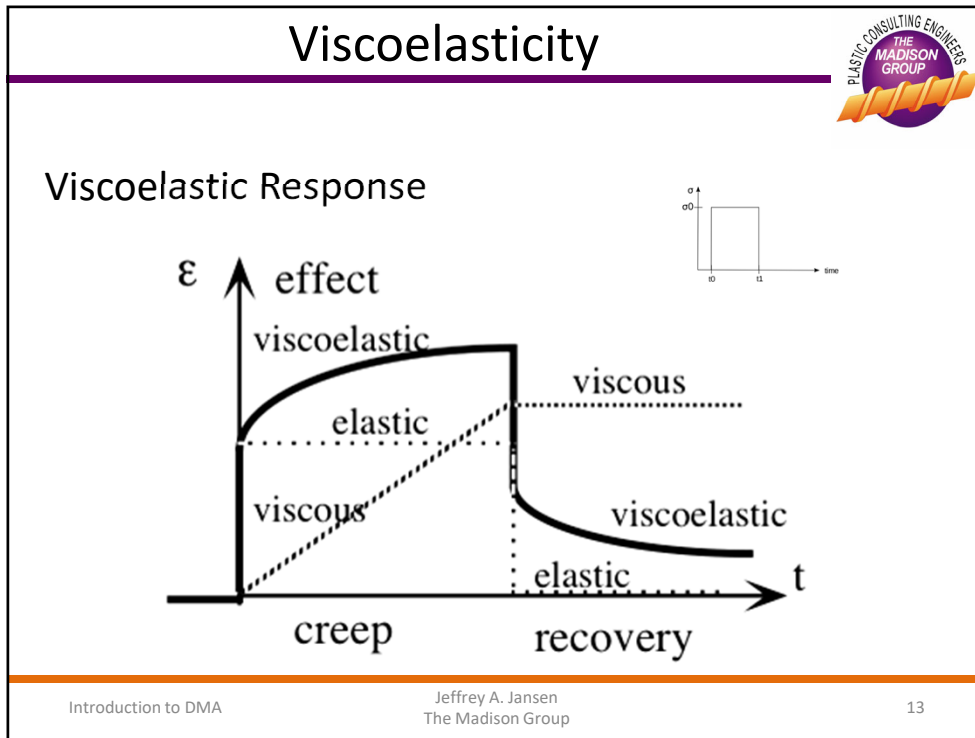 Viscoelasticity
PLASTIC CONSULTING ENGINEERS
THE
MADISON
GROUP
Viscoelastic Response
σ
σ0
t0
t1
time
ε
effect
viscoelastic
viscous
elastic
viscous
viscoelastic
elastic
t
creep
recovery
Introduction to DMA
Jeffrey A. Jansen
The Madison Group
13